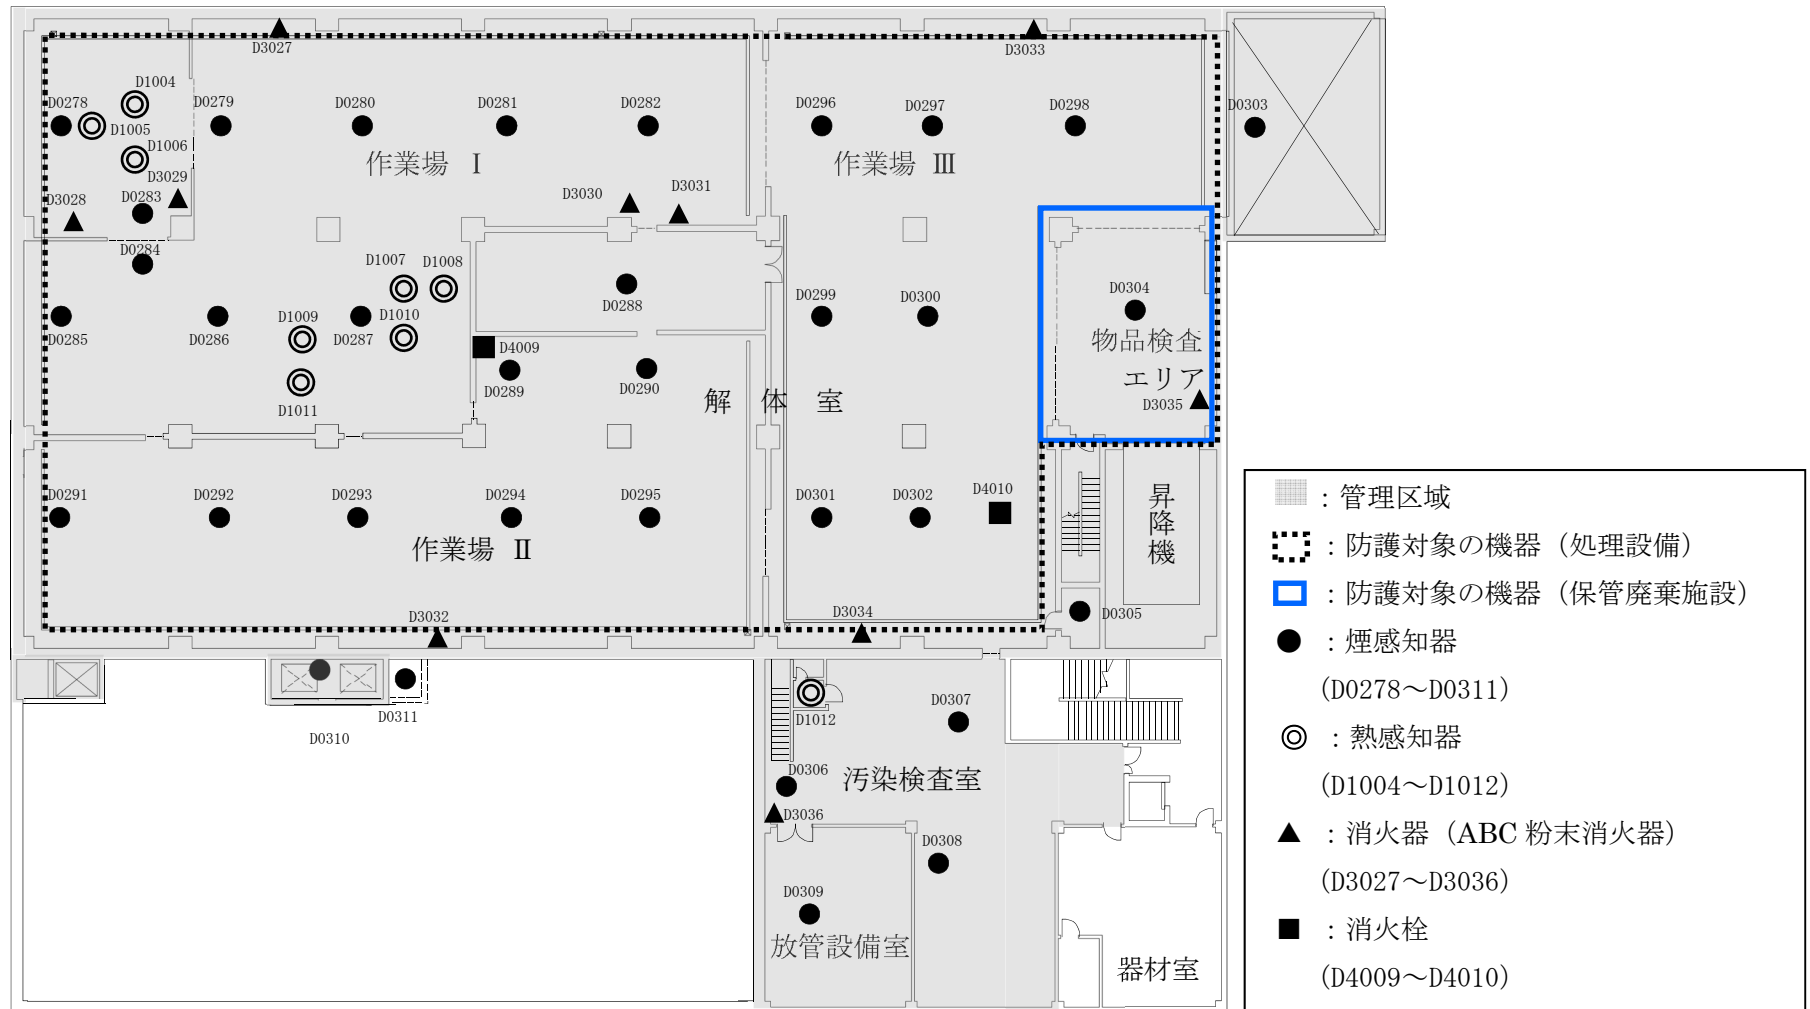 D3027
D3033
D1004
D0278
D0279
D0280
D0281
D0282
D0296
D0297
D0298
D0303
D1005
D1006
作業場 Ⅰ
作業場 Ⅲ
D3029
D3028
D0283
D3030
D3031
D0284
D1007
D1008
D0288
D0299
D0300
D0304
D1009
D1010
D0285
D0286
D0287
D4009
D0289
D0290
物品検査
エリア
D3035
D1011
解 体 室
D0291
D0292
D0293
D0294
D0295
D0301
D0302
D4010
昇降機
作業場 Ⅱ
D3032
D3034
D0305
D0311
D0310
D1012
D0307
D0306
汚染検査室
D3036
D0308
D0309
放管設備室
器材室
:管理区域
:防護対象の機器(処理設備)
:防護対象の機器(保管廃棄施設)
:煙感知器
(D0278~D0311)
:熱感知器
(D1004~D1012)
:消火器(ABC 粉末消火器)
(D3027~D3036)
:消火栓
(D4009~D4010)